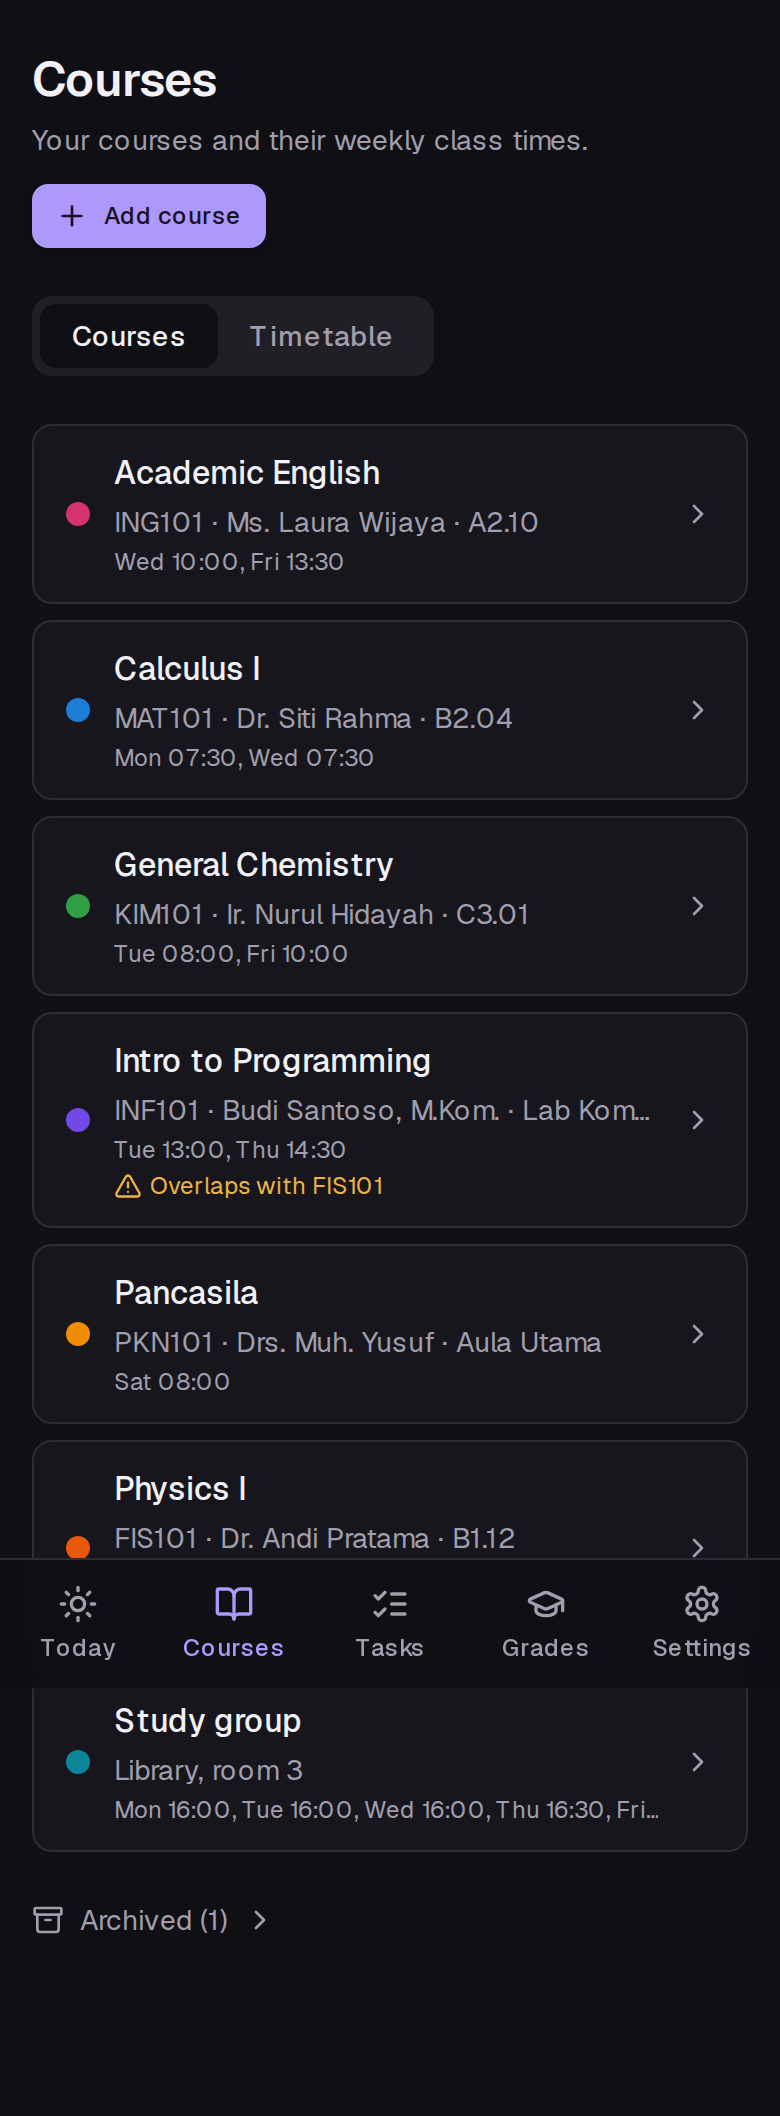 Courses
Your courses and their weekly class times.
Add course
Courses
Timetable
Academic English
ING101 · Ms. Laura Wijaya · A2.10
Wed 10:00, Fri 13:30
Calculus I
MAT101 · Dr. Siti Rahma · B2.04
Mon 07:30, Wed 07:30
General Chemistry
KIM101 · Ir. Nurul Hidayah · C3.01
Tue 08:00, Fri 10:00
Intro to Programming
INF101 · Budi Santoso, M.Kom. · Lab Kom…
Tue 13:00, Thu 14:30
Overlaps with FIS101
Pancasila
PKN101 · Drs. Muh. Yusuf · Aula Utama
Sat 08:00
Physics I
FIS101 · Dr. Andi Pratama · B1.12
Today
Courses
Tasks
Grades
Settings
Study group
Library, room 3
Mon 16:00, Tue 16:00, Wed 16:00, Thu 16:30, Fri…
Archived (1)